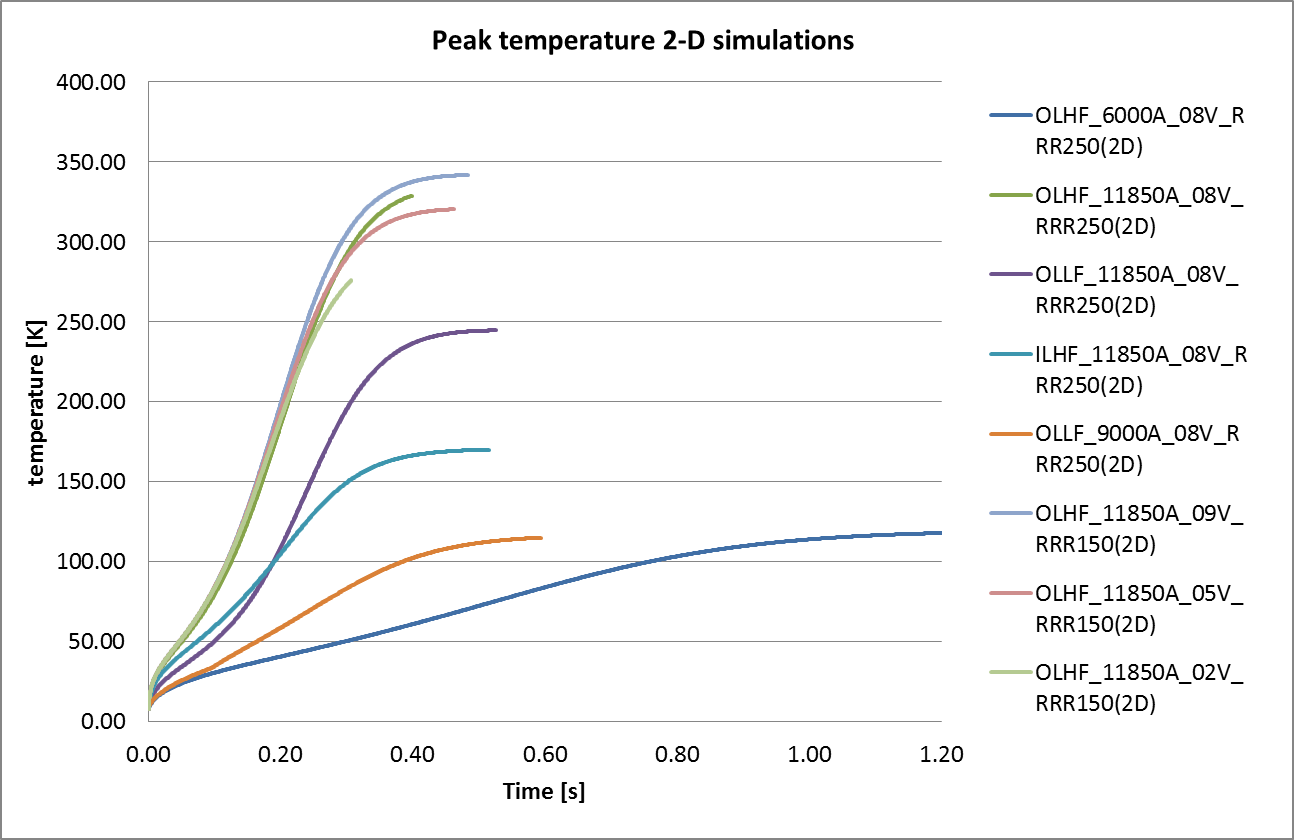 Peak temperature 2-D simulations
400.00
350.00
300.00
250.00
200.00
150.00
100.00
50.00
0.00
temperature [K]
0.00 0.20 0.40 0.60 0.80 1.00 1.20
Time [s]
OLHF_6000A_08V_R
RR250(2D)
OLHF_11850A_08V_
RRR250(2D)
OLLF_11850A_08V_
RRR250(2D)
ILHF_11850A_08V_R
RR250(2D)
OLLF_9000A_08V_R
RR250(2D)
OLHF_11850A_09V_
RRR150(2D)
OLHF_11850A_05V_
RRR150(2D)
OLHF_11850A_02V_
RRR150(2D)